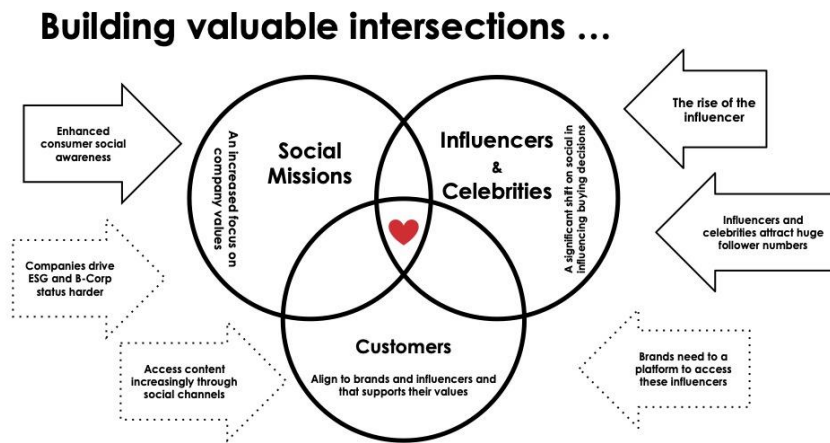 Building valuable intersections ...
Enhanced
consumer social
awareness
An increased focus on
company values
Social
Missions
Influencers
&
Celebrities
A significant shift on social in
influencing buying decisions
The rise of the
influencer
Influencers and
celebrities attract huge
follower numbers
Companies drive
ESG and B-Corp
status harder
Access content
increasingly through
social channels
Customers
Align to brands and influencers and
that supports their values
Brands need to a
platform to access
these influencers